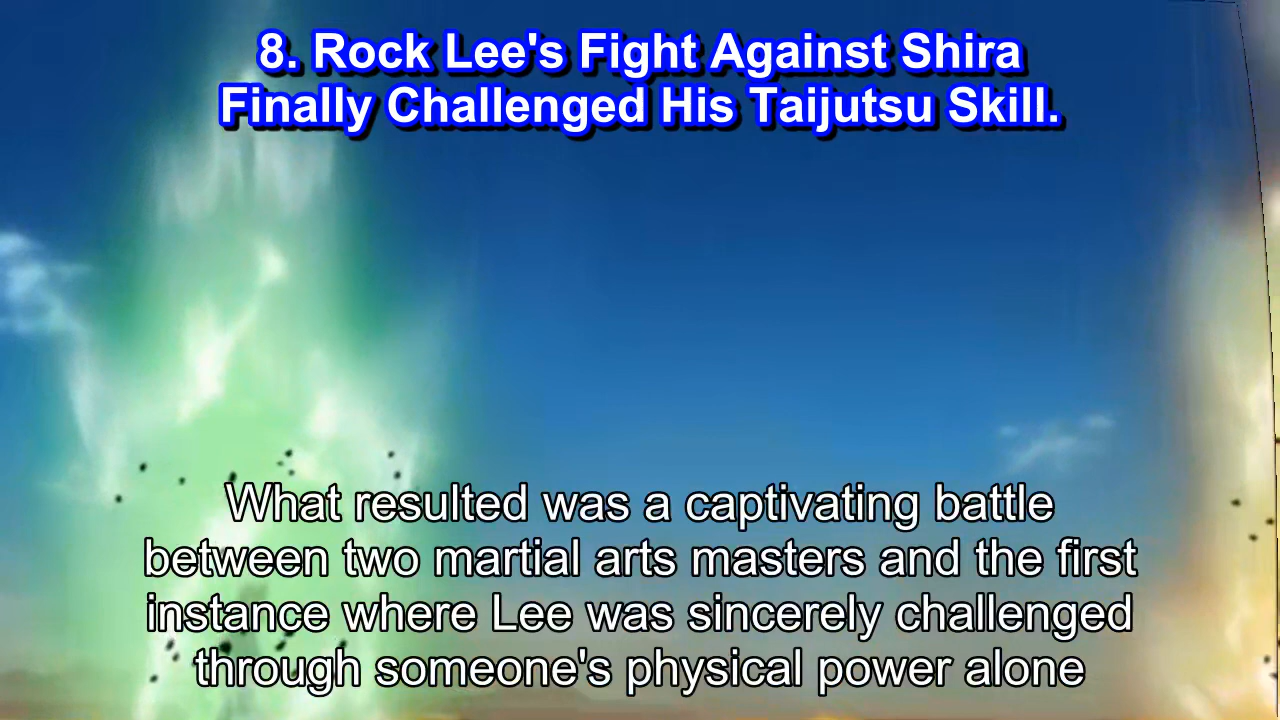 8. Rock Lee's Fight Against Shira
Finally Challenged His Taijutsu Skill.
What resulted was a captivating battle
between two martial arts masters and the first
instance where Lee was sincerely challenged
through someone's physical power alone